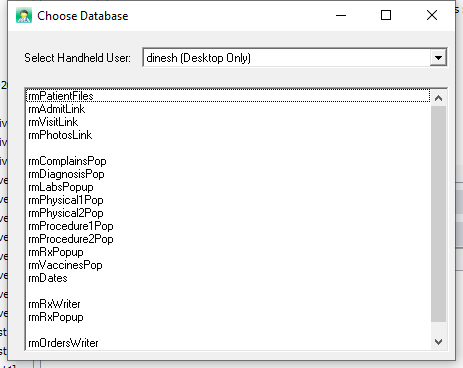 Choose Database
Select Handheld User:
dinesh (Desktop Only)
rmPatientFiles
rmAdmitLink
rmVisitLink
rmPhotosLink
rmComplainsPop
rmDiagnosisPop
rmLabsPopup
rmPhysical1Pop
rmPhysical2Pop
rmProcedure1Pop
rmProcedure2Pop
rmRxPopup
rmVaccinesPop
rmDates
rmRxWriter
rmRxPopup
rmOrdersWriter